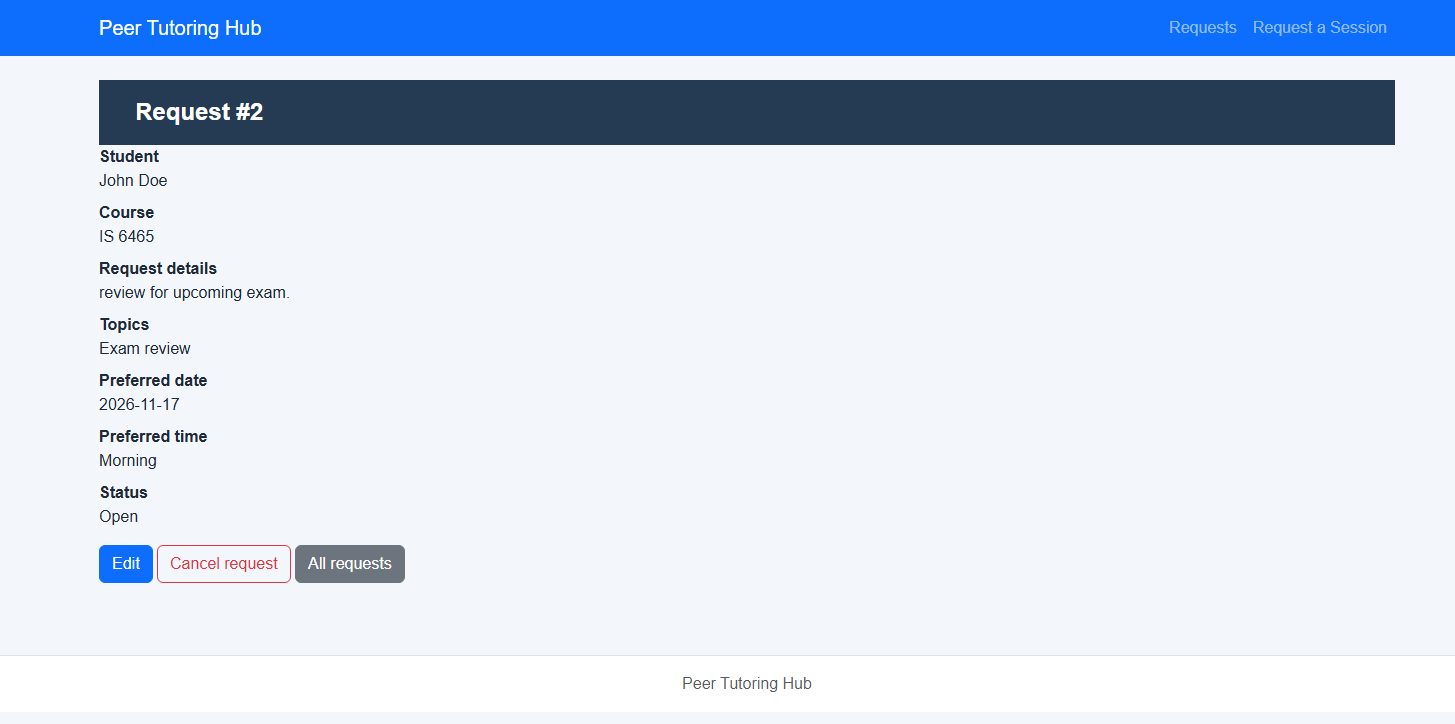 Peer Tutoring Hub
Requests Request a Session
Request #2
Student
John Doe
Course
IS 6465
Request details
review for upcoming exam.
Topics
Exam review
Preferred date
2026-11-17
Preferred time
Morning
Status
Open
Edit Cancel request All requests
Peer Tutoring Hub